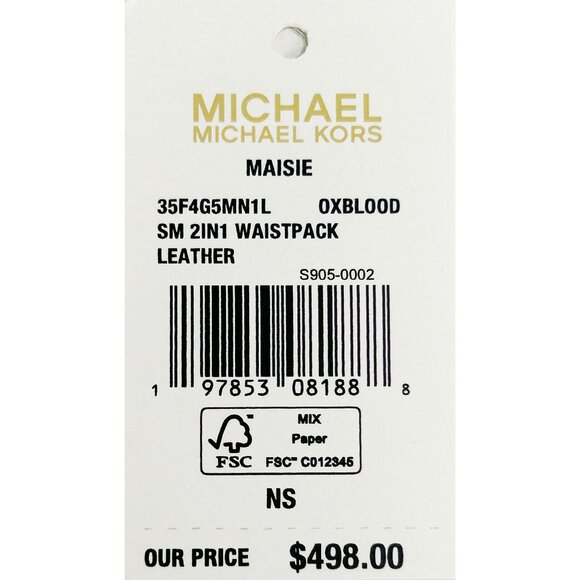 MICHAEL
MICHAEL KORS
MAISIE
35F4G5MN1L OXBLOOD
SM 2IN1 WAISTPACK
LEATHER
S905-0002
1 97853 08188 8
FSC
MIX
Paper
FSC™ C012345
NS
OUR PRICE $498.00